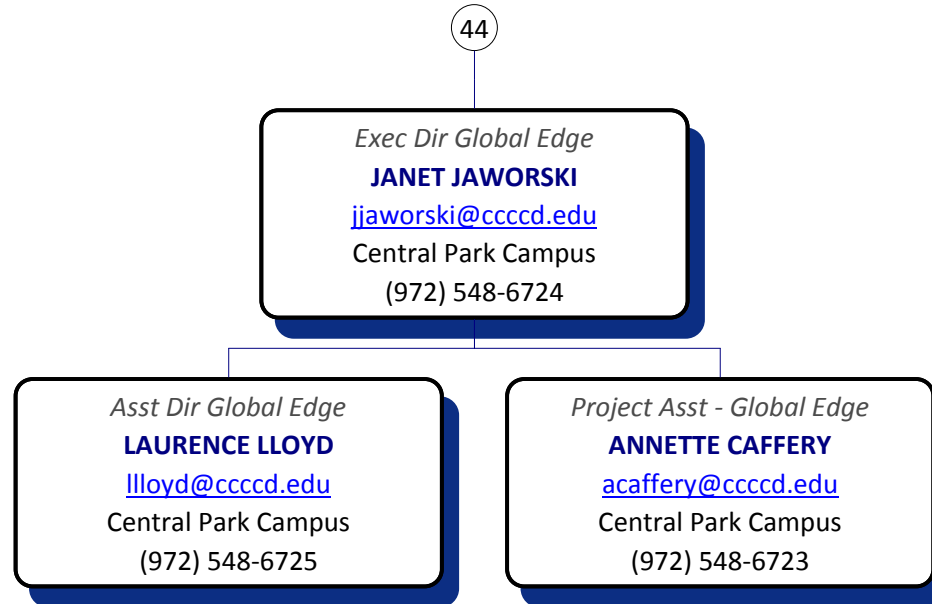 44
Exec Dir Global Edge
JANET JAWORSKI
jjaworski@ccccd.edu
Central Park Campus
(972) 548-6724
Asst Dir Global Edge
LAURENCE LLOYD
llloyd@ccccd.edu
Central Park Campus
(972) 548-6725
Project Asst - Global Edge
ANNETTE CAFFERY
acaffery@ccccd.edu
Central Park Campus
(972) 548-6723